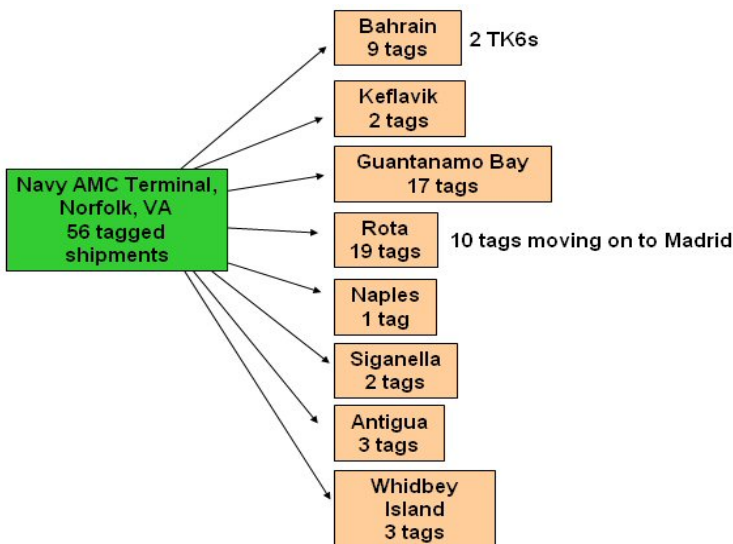 Bahrain
9 tags
2 TK6s
Keflavik
2 tags
Guantanamo Bay
17 tags
Navy AMC Terminal,
Norfolk, VA
56 tagged
shipments
Rota
19 tags
10 tags moving on to Madrid
Naples
1 tag
Siganella
2 tags
Antigua
3 tags
Whidbey
Island
3 tags